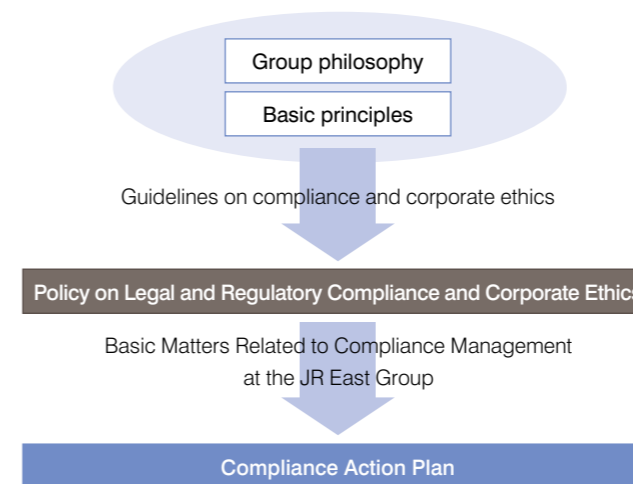 Group philosophy
Basic principles
Guidelines on compliance and corporate ethics
Policy on Legal and Regulatory Compliance and Corporate Ethics
Basic Matters Related to Compliance Management
at the JR East Group
Compliance Action Plan